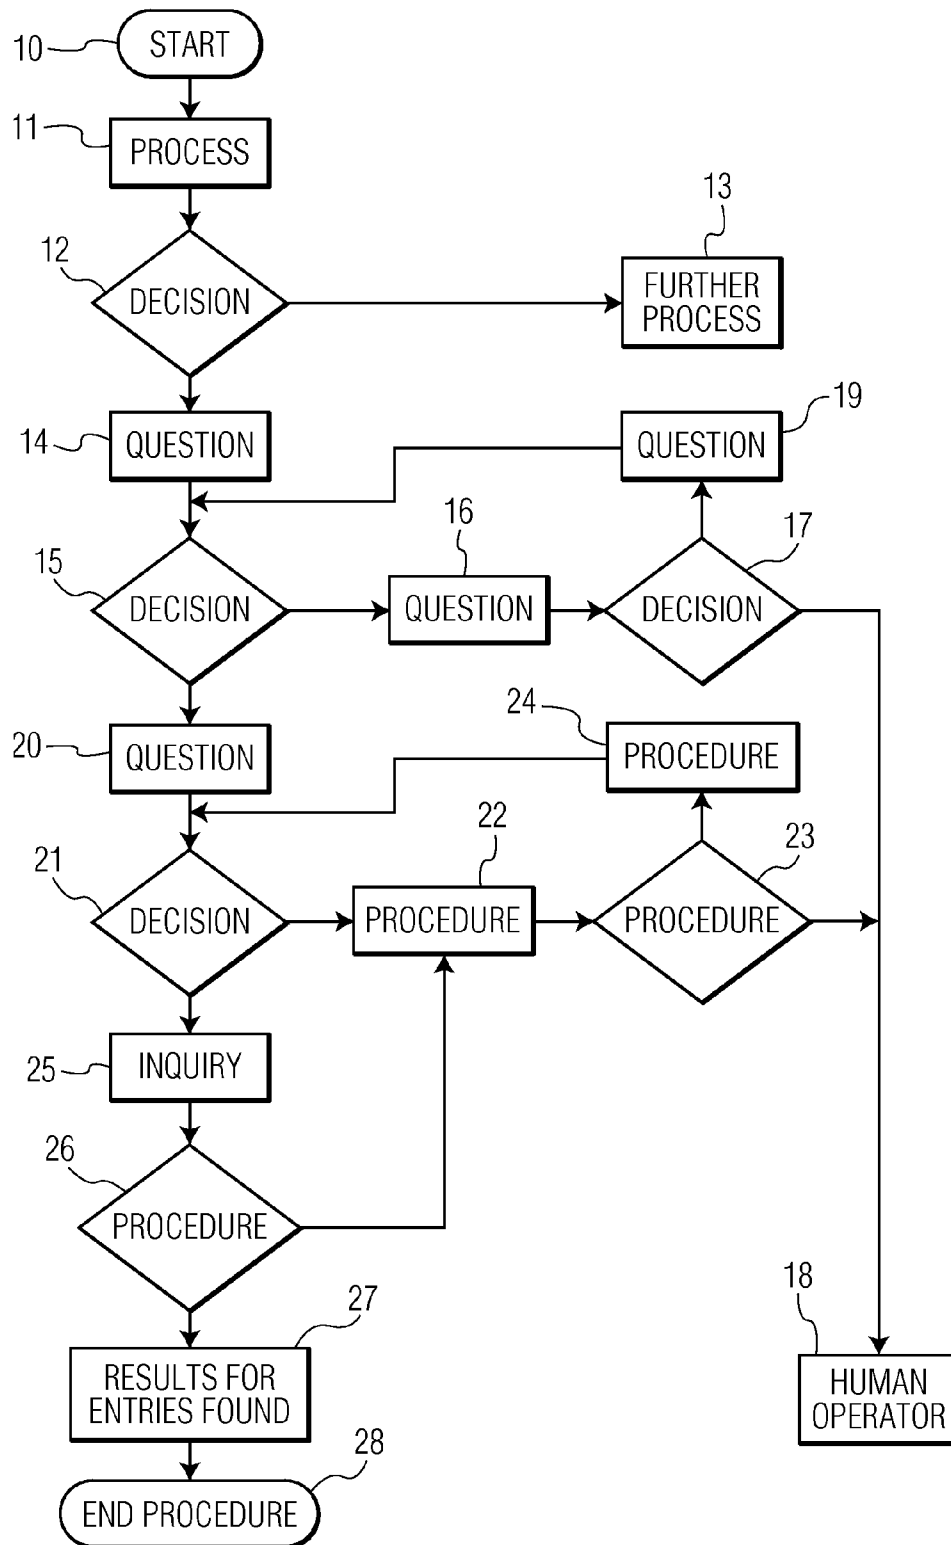 10
START
11
PROCESS
12
DECISION
13
FURTHER
PROCESS
14
QUESTION
19
QUESTION
15
DECISION
16
QUESTION
17
DECISION
20
QUESTION
24
PROCEDURE
21
DECISION
22
PROCEDURE
23
PROCEDURE
25
INQUIRY
26
PROCEDURE
27
RESULTS FOR
ENTRIES FOUND
18
HUMAN
OPERATOR
28
END PROCEDURE